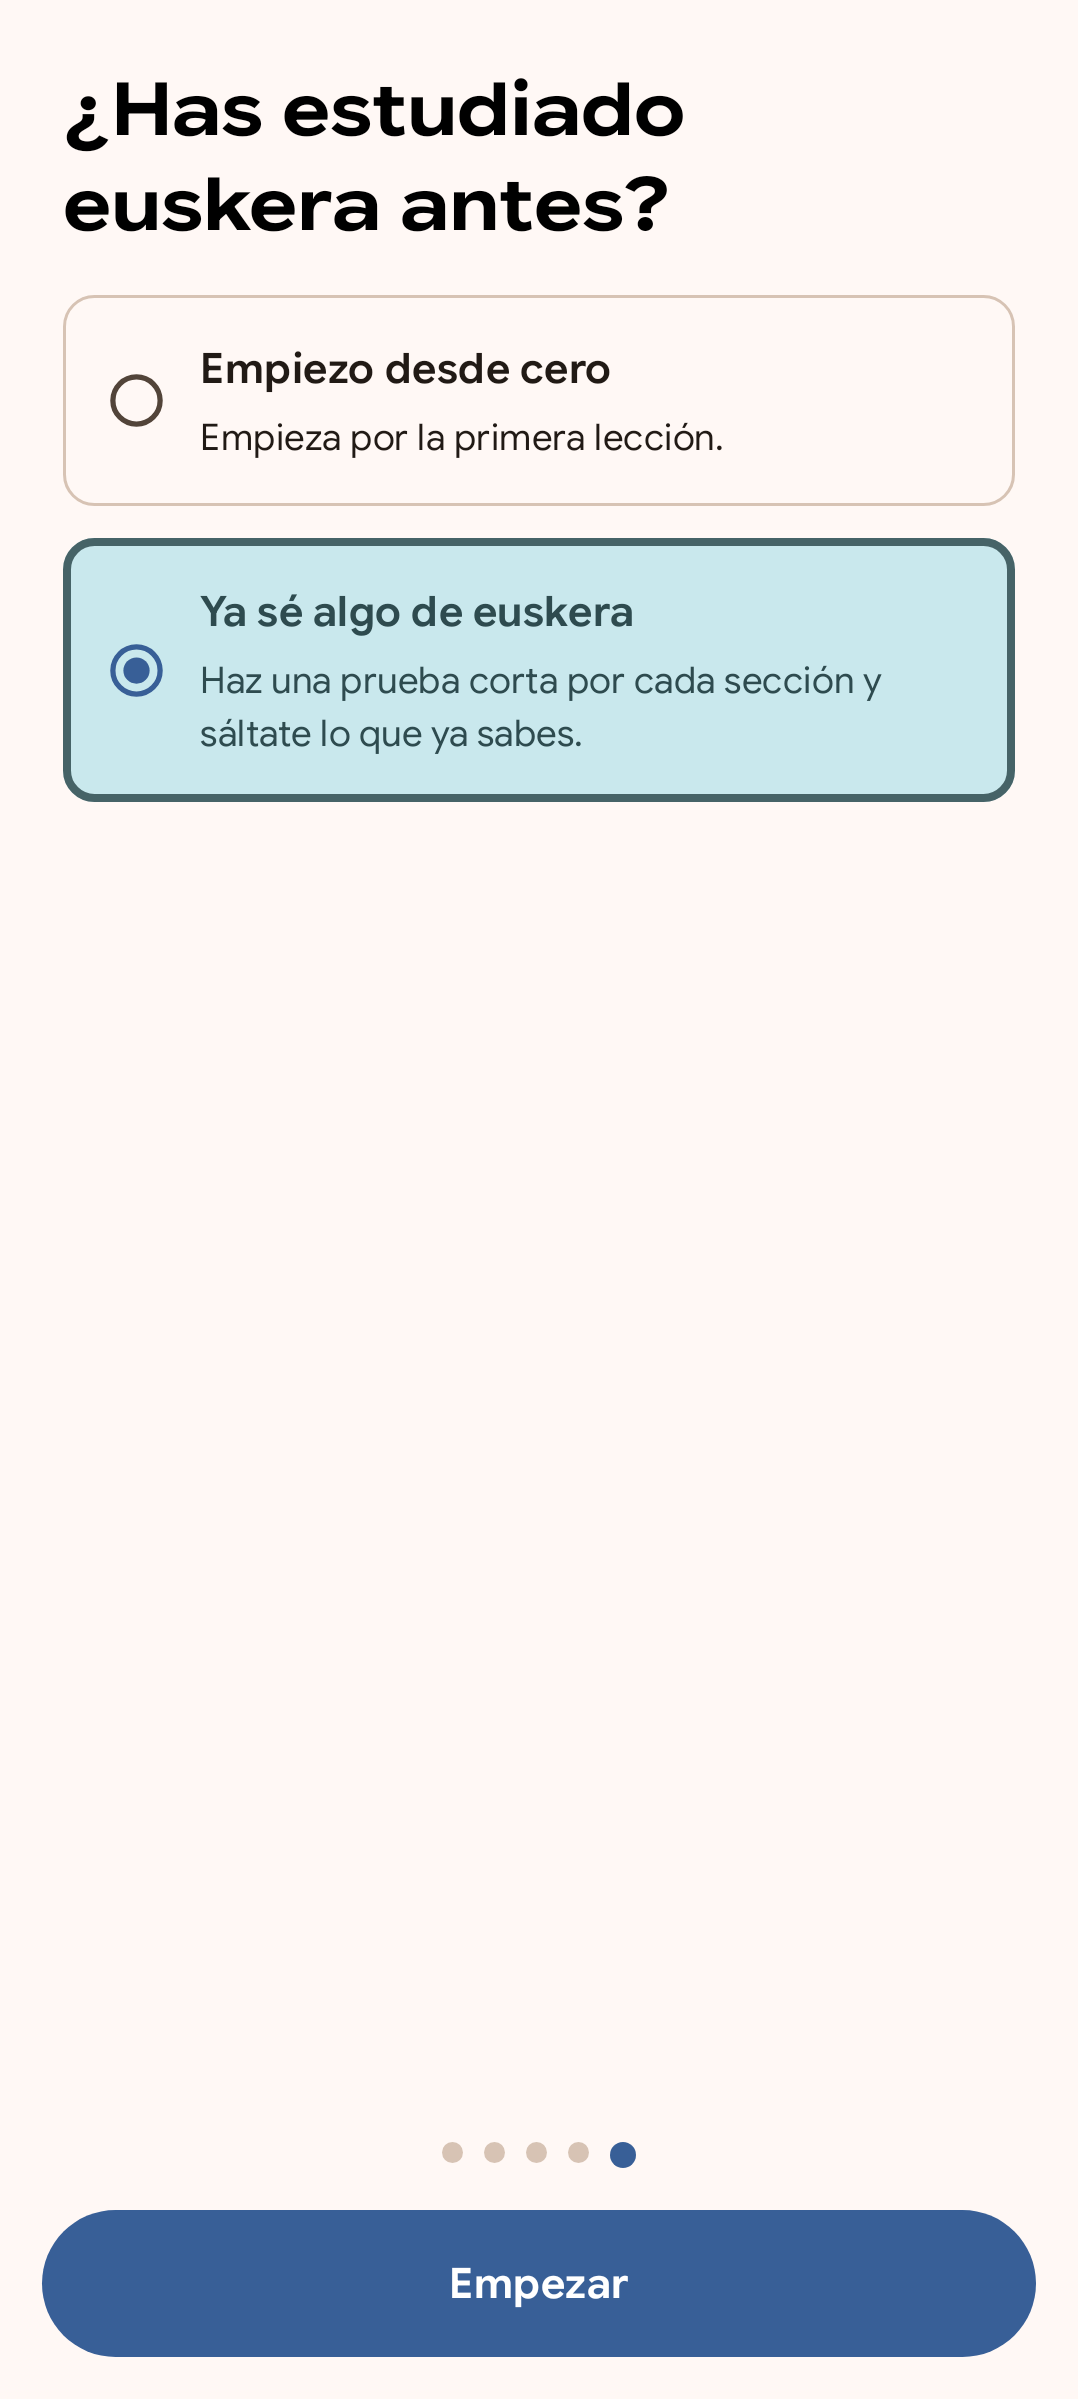 ¿Has estudiado
euskera antes?
Empiezo desde cero
Empieza por la primera lección.
Ya sé algo de euskera
Haz una prueba corta por cada sección y
sáltate lo que ya sabes.
Empezar